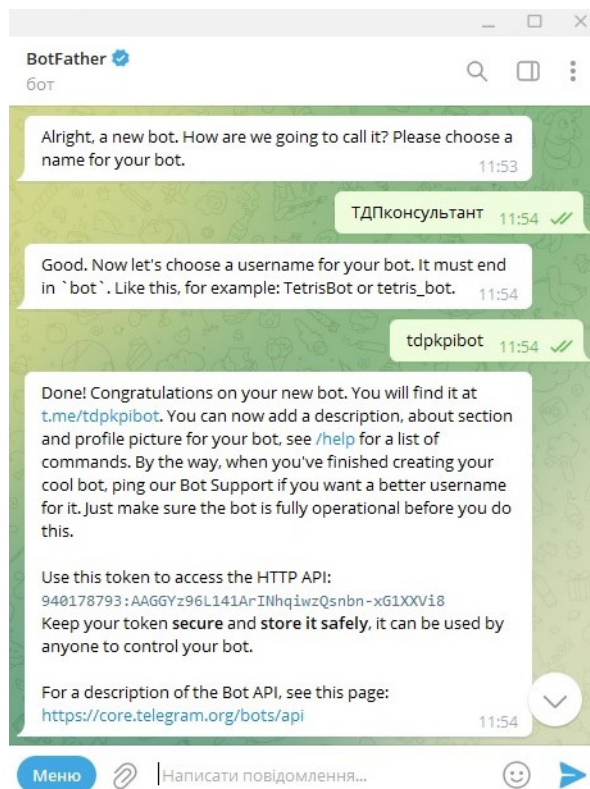 BotFather
бот
Alright, a new bot. How are we going to call it? Please choose a
name for your bot.
11:53
ТДПконсультант 11:54
Good. Now let's choose a username for your bot. It must end
in `bot`. Like this, for example: TetrisBot or tetris_bot.
11:54
tdpkpibot 11:54
Done! Congratulations on your new bot. You will find it at
t.me/tdpkpibot. You can now add a description, about section
and profile picture for your bot, see /help for a list of
commands. By the way, when you've finished creating your
cool bot, ping our Bot Support if you want a better username
for it. Just make sure the bot is fully operational before you do
this.
Use this token to access the HTTP API:
940178793:AAGGYz96L141ArINhqiwzQsnbn-xG1XXVi8
Keep your token secure and store it safely, it can be used by
anyone to control your bot.
For a description of the Bot API, see this page:
https://core.telegram.org/bots/api
11:54
Меню Написати повідомлення...